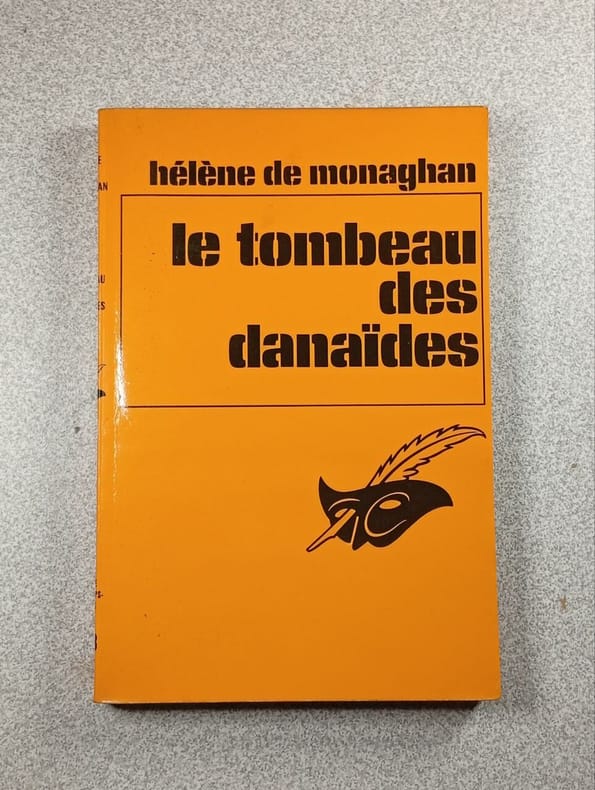 hélène de monaghan
le tombeau
des
danaïdes